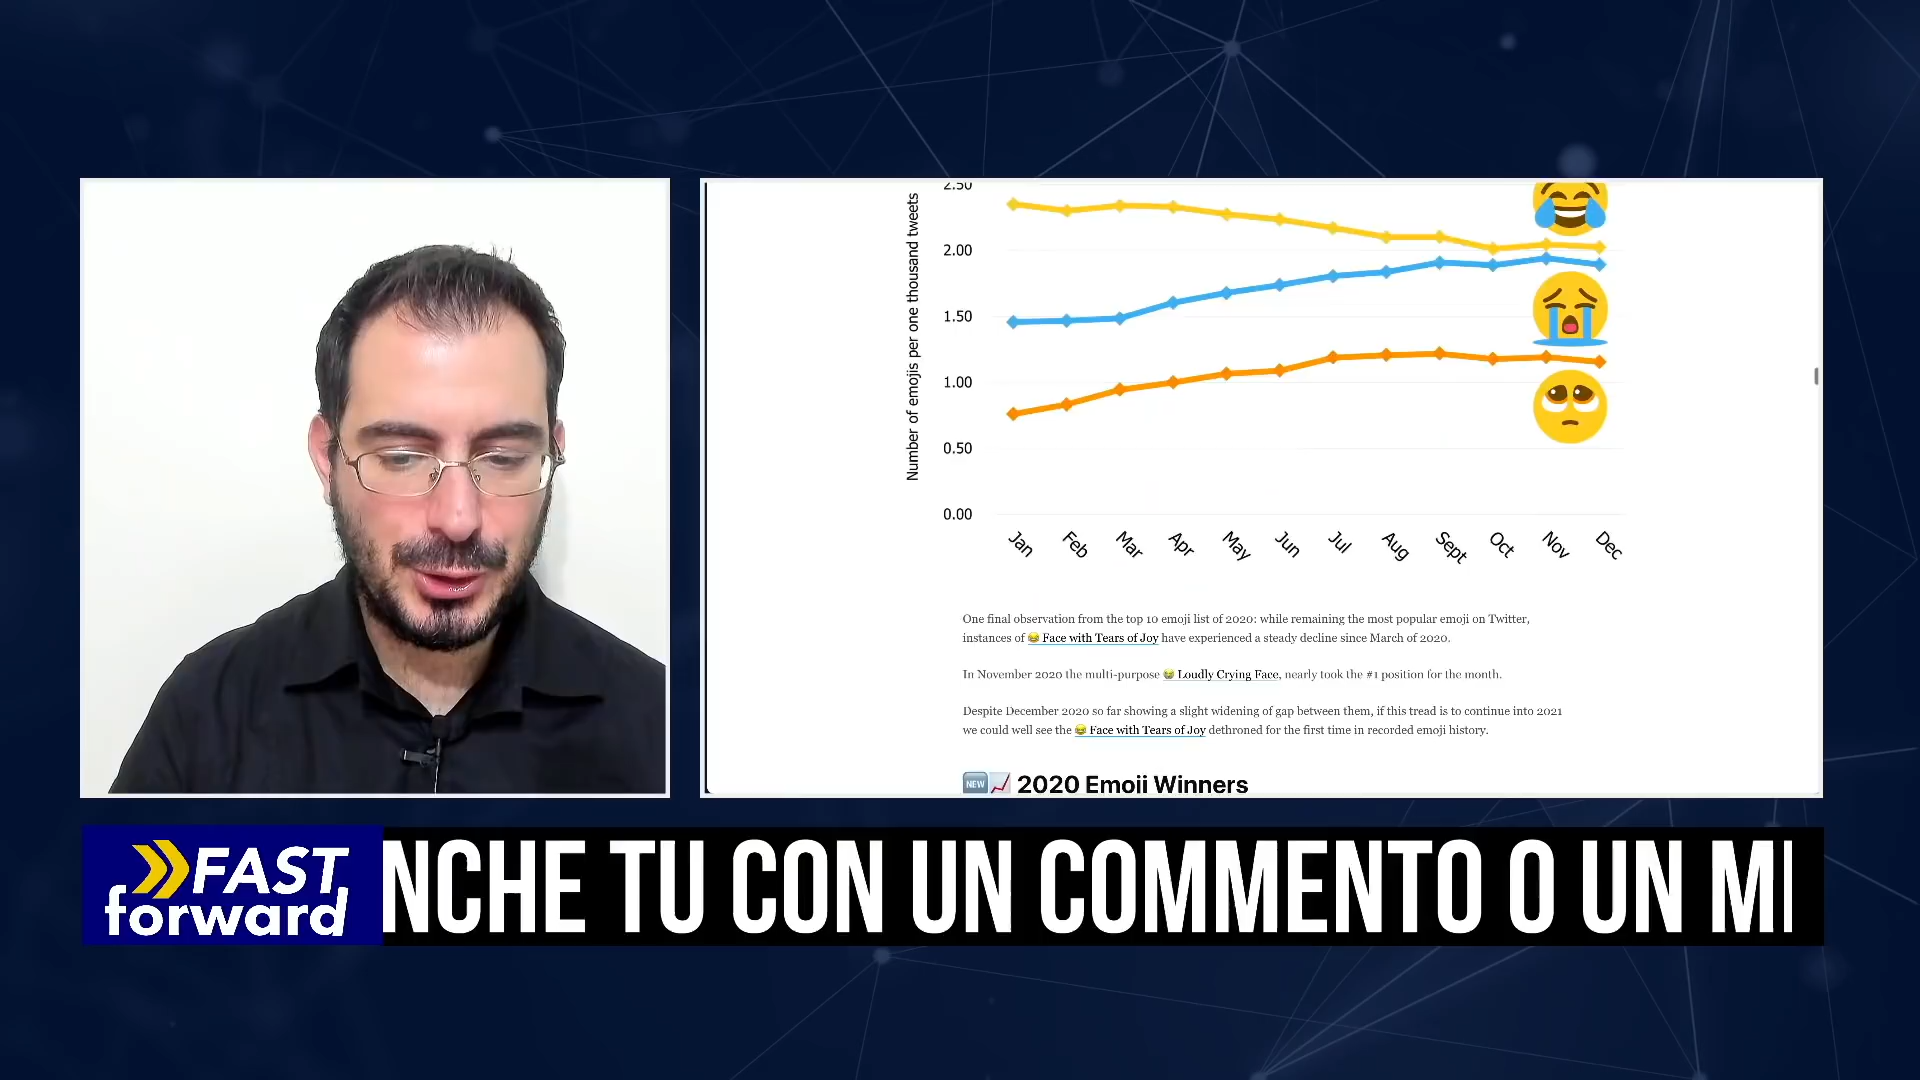 2.50
2.00
1.50
1.00
0.50
0.00
Number of emojis per one thousand tweets
Jan Feb Mar Apr May Jun Jul Aug Sept Oct Nov Dec
One final observation from the top 10 emoji list of 2020: while remaining the most popular emoji on Twitter,
instances of 😂 Face with Tears of Joy have experienced a steady decline since March of 2020.
In November 2020 the multi-purpose 😭 Loudly Crying Face, nearly took the #1 position for the month.
Despite December 2020 so far showing a slight widening of gap between them, if this tread is to continue into 2021
we could well see the 😂 Face with Tears of Joy dethroned for the first time in recorded emoji history.
🆕📈 2020 Emoji Winners
FAST
forward
NCHE TU CON UN COMMENTO O UN MI